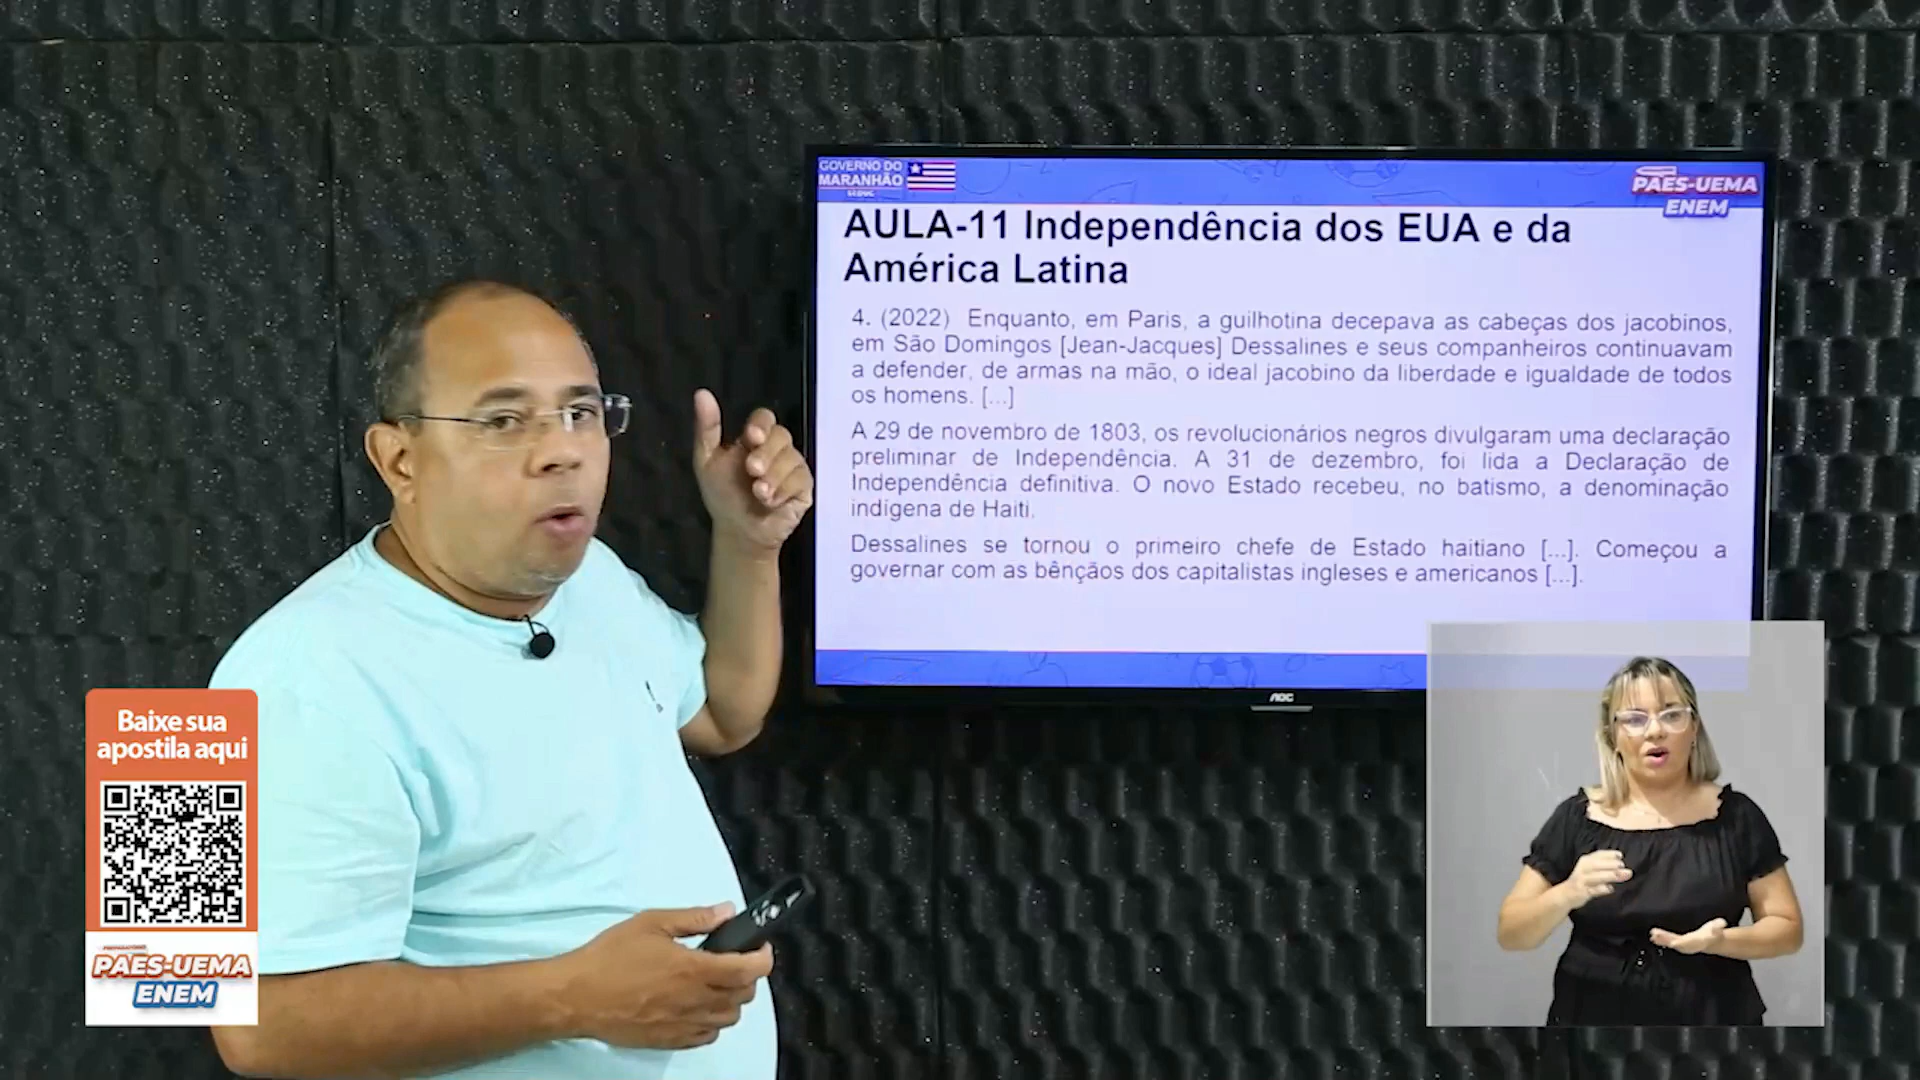 GOVERNO DO
MARANHÃO
SEDUC
PAES-UEMA
ENEM
AULA-11 Independência dos EUA e da
América Latina
4. (2022) Enquanto, em Paris, a guilhotina decepava as cabeças dos jacobinos,
em São Domingos [Jean-Jacques] Dessalines e seus companheiros continuavam
a defender, de armas na mão, o ideal jacobino da liberdade e igualdade de todos
os homens. [...]
A 29 de novembro de 1803, os revolucionários negros divulgaram uma declaração
preliminar de Independência. A 31 de dezembro, foi lida a Declaração de
Independência definitiva. O novo Estado recebeu, no batismo, a denominação
indígena de Haiti.
Dessalines se tornou o primeiro chefe de Estado haitiano [...]. Começou a
governar com as bênçãos dos capitalistas ingleses e americanos [...].
AOC
Baixe sua
apostila aqui
PREPARATÓRIO
PAES-UEMA
ENEM